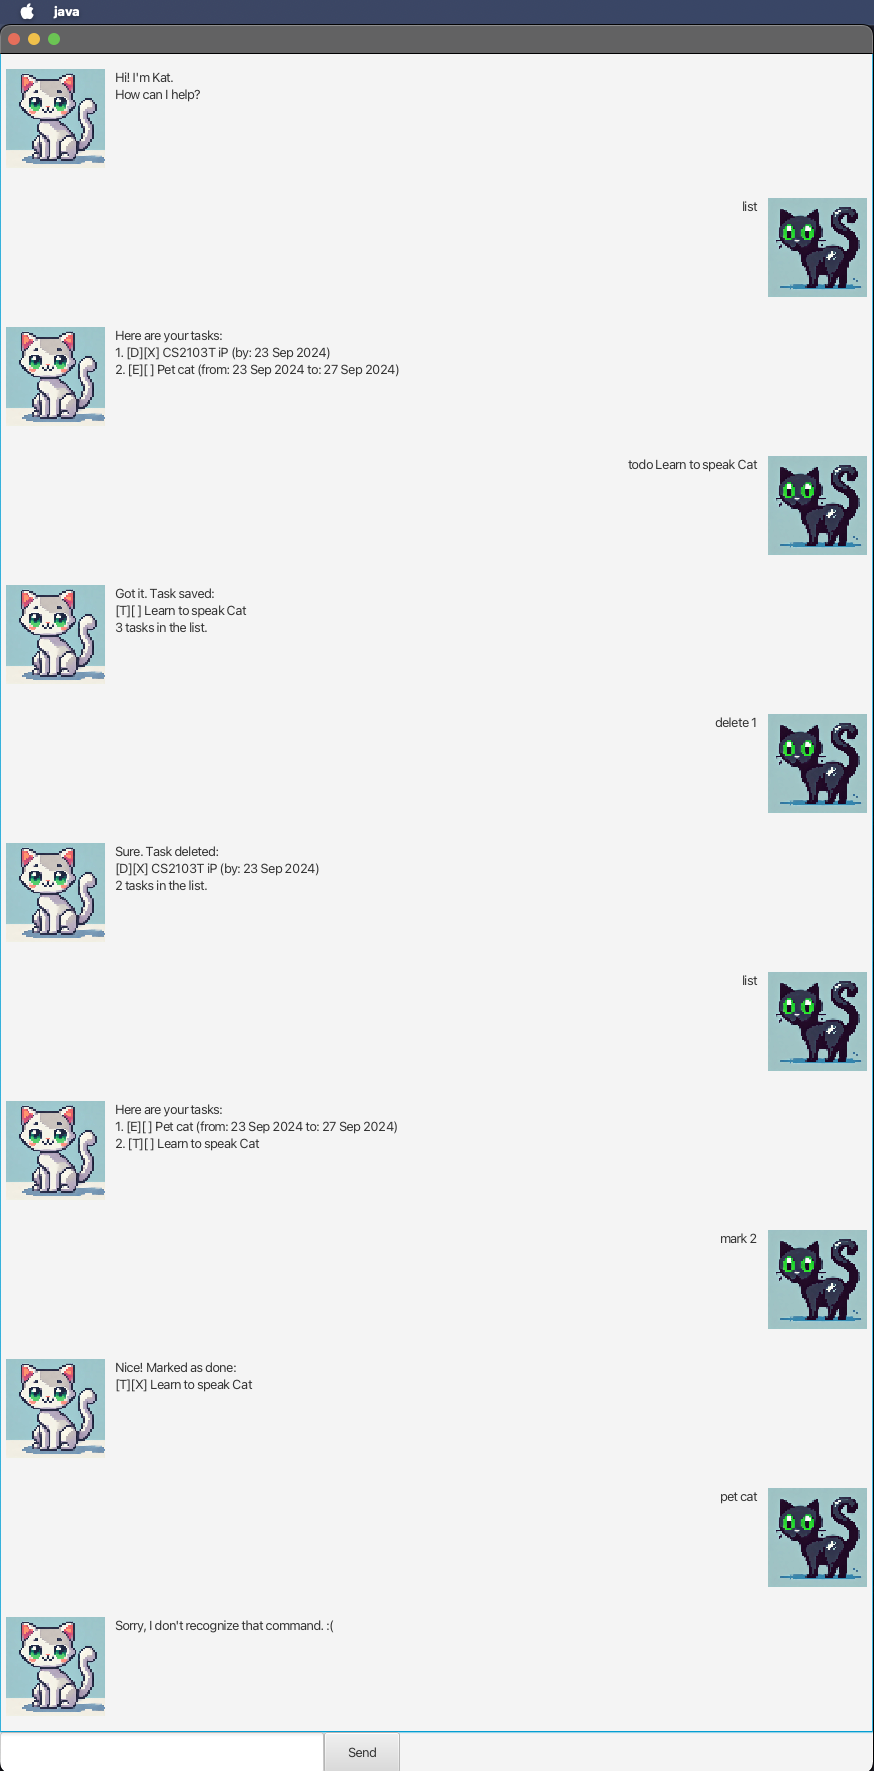 java
Hi! I'm Kat.
How can I help?
list
Here are your tasks:
1. [D][X] CS2103T iP (by: 23 Sep 2024)
2. [E][ ] Pet cat (from: 23 Sep 2024 to: 27 Sep 2024)
todo Learn to speak Cat
Got it. Task saved:
[T][ ] Learn to speak Cat
3 tasks in the list.
delete 1
Sure. Task deleted:
[D][X] CS2103T iP (by: 23 Sep 2024)
2 tasks in the list.
list
Here are your tasks:
1. [E][ ] Pet cat (from: 23 Sep 2024 to: 27 Sep 2024)
2. [T][ ] Learn to speak Cat
mark 2
Nice! Marked as done:
[T][X] Learn to speak Cat
pet cat
Sorry, I don't recognize that command. :(
Send